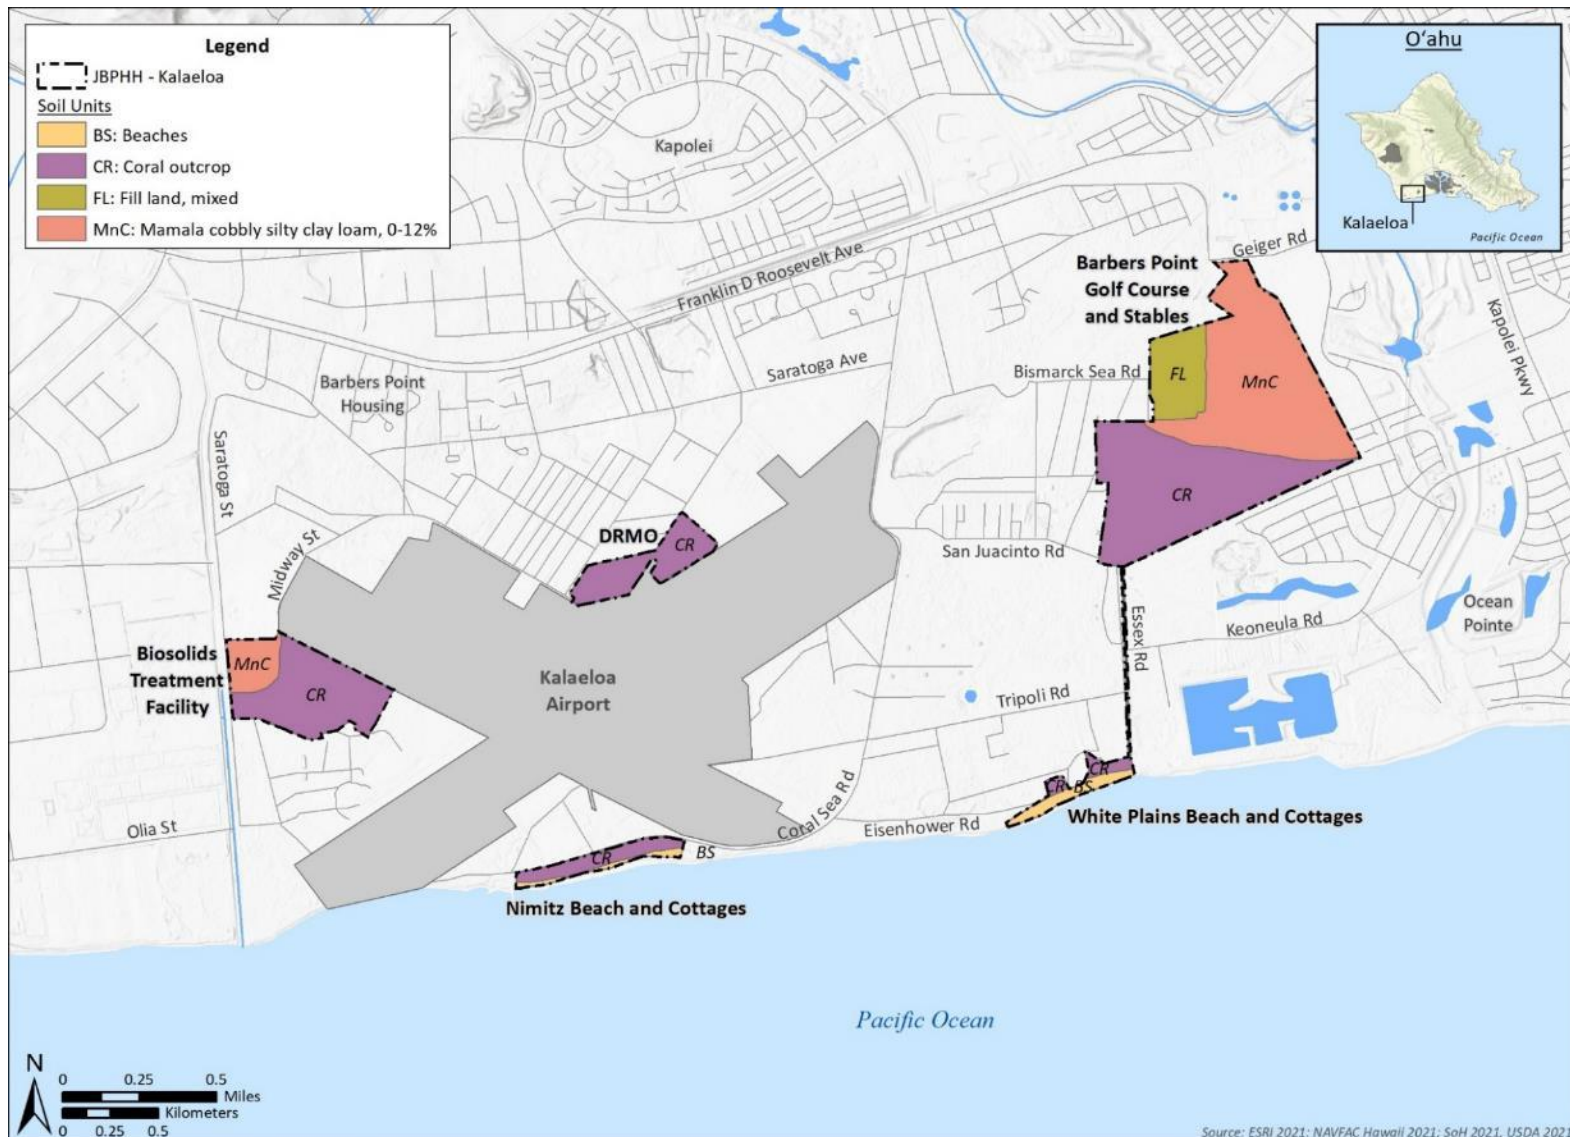 Legend
JBPHH - Kalaeloa
Soil Units
BS: Beaches
CR: Coral outcrop
FL: Fill land, mixed
MnC: Mamala cobbly silty clay loam, 0-12%
Oʻahu
Kalaeloa
Pacific Ocean
Kapolei
Geiger Rd
Franklin D Roosevelt Ave
Barbers Point
Golf Course
and Stables
Kapolei Pkwy
Saratoga Ave
Bismarck Sea Rd
FL
MnC
Barbers Point
Housing
Saratoga St
CR
DRMO
CR
San Juacinto Rd
Midway St
Essex Rd
Ocean
Pointe
Keoneula Rd
Biosolids
Treatment
Facility
MnC
CR
Kalaeloa
Airport
Tripoli Rd
CR
CR
BS
White Plains Beach and Cottages
Coral Sea Rd
Eisenhower Rd
Olia St
CR
BS
Nimitz Beach and Cottages
Pacific Ocean
N
0 0.25 0.5
Miles
Kilometers
0 0.25 0.5
Source: ESRI 2021; NAVFAC Hawaii 2021; SoH 2021, USDA 2021